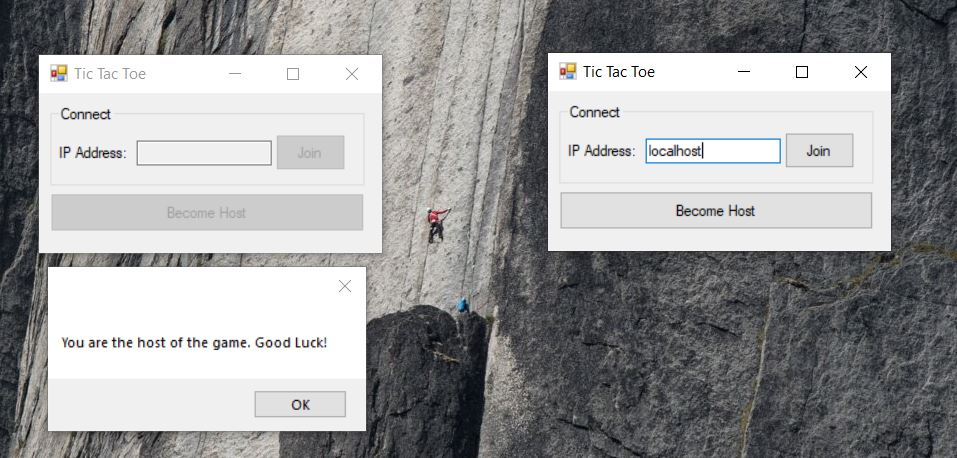 Tic Tac Toe
Connect
IP Address:
Join
Become Host
You are the host of the game. Good Luck!
OK
Tic Tac Toe
Connect
IP Address:
localhost
Join
Become Host